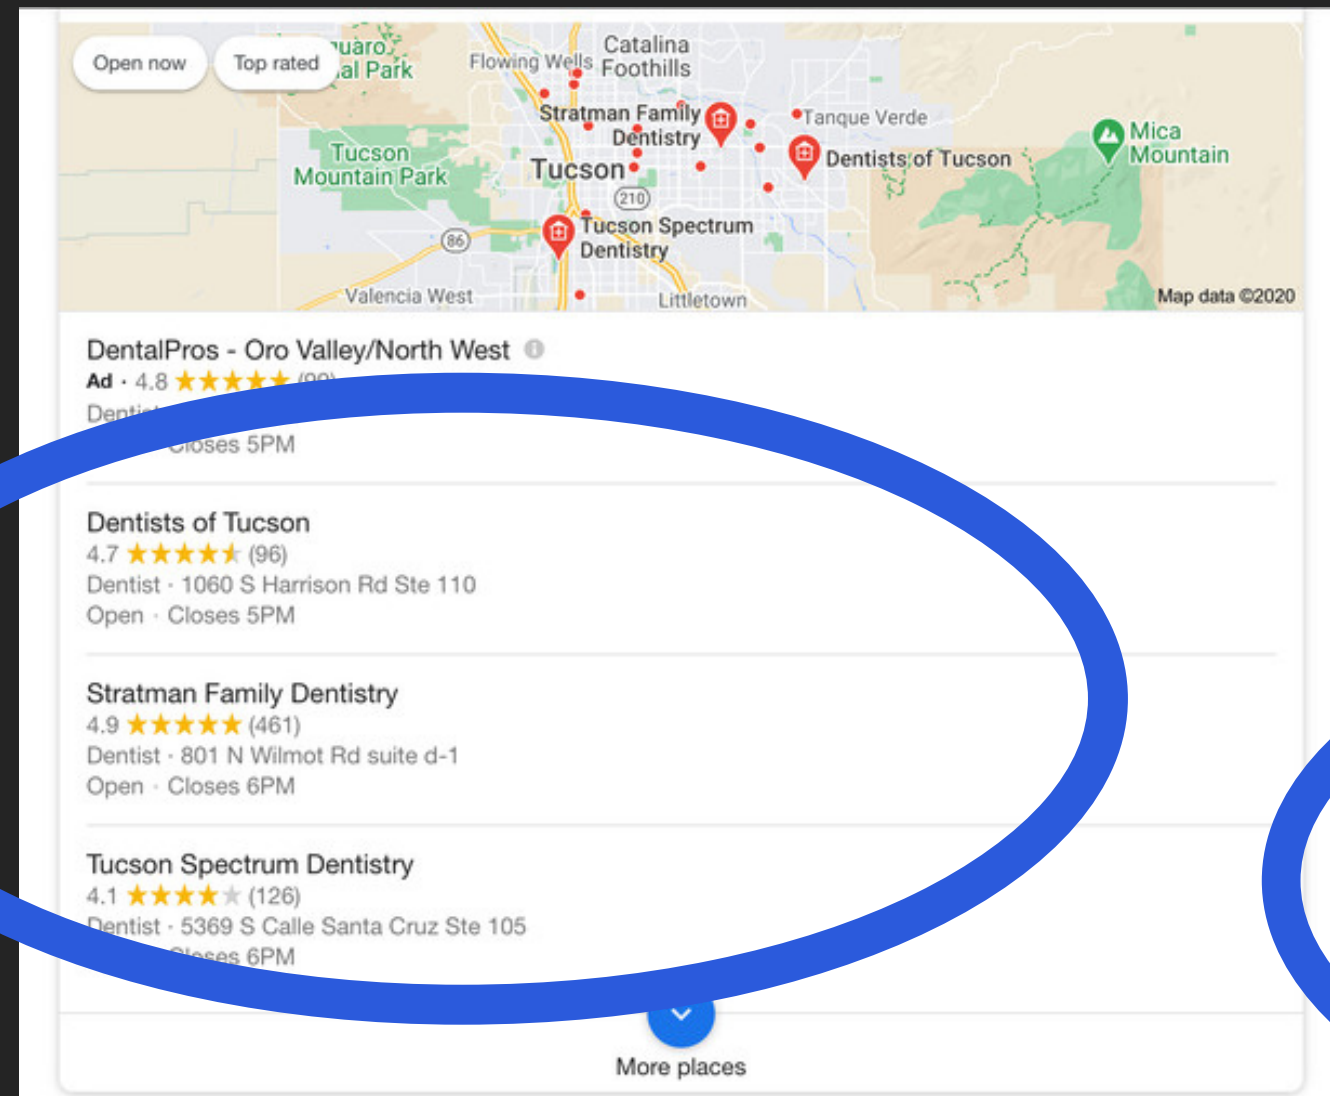 Open now
Top rated
uaro
al Park
Flowing Wells
Catalina
Foothills
Stratman Family
Dentistry
Tanque Verde
Dentists of Tucson
Mica
Mountain
Tucson
Mountain Park
Tucson
210
Tucson Spectrum
Dentistry
86
Valencia West
Littletown
Map data ©2020
DentalPros - Oro Valley/North West
Ad · 4.8
Closes 5PM
Dentists of Tucson
4.7 (96)
Dentist · 1060 S Harrison Rd Ste 110
Open · Closes 5PM
Stratman Family Dentistry
4.9 (461)
Dentist · 801 N Wilmot Rd suite d-1
Open · Closes 6PM
Tucson Spectrum Dentistry
4.1 (126)
Dentist · 5369 S Calle Santa Cruz Ste 105
Closes 6PM
More places